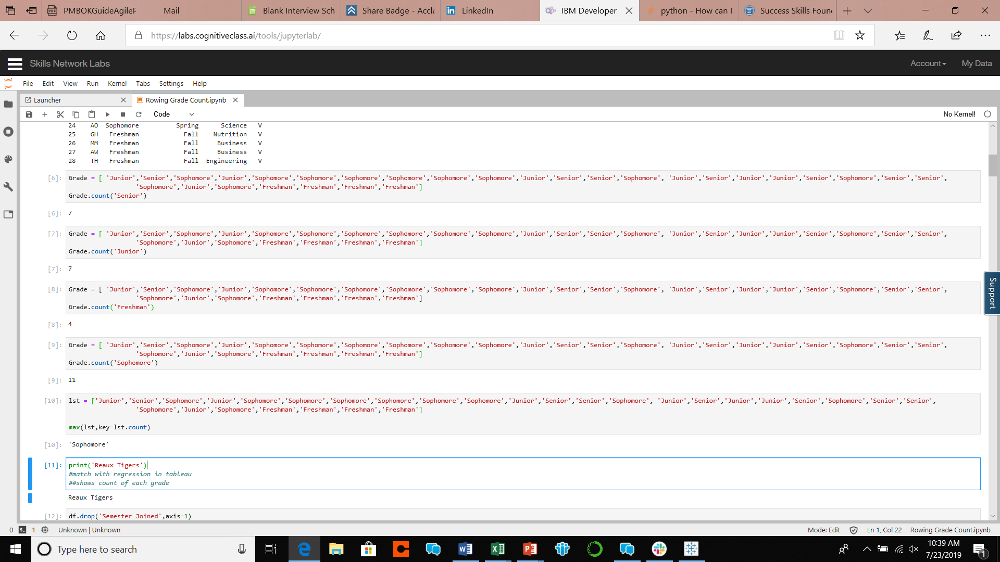 PMBOKGuideAgileF
Mail
Blank Interview Sch
Share Badge - Accla
LinkedIn
IBM Developer
python - How can I
Success Skills Foun
https://labs.cognitiveclass.ai/tools/jupyterlab/
Skills Network Labs
Account
My Data
File Edit View Run Kernel Tabs Settings Help
Launcher
Rowing Grade Count.ipynb
Code
No Kernel!
24 AO Sophomore Spring Science V
25 GH Freshman Fall Nutrition V
26 MM Freshman Fall Business V
27 AW Freshman Fall Business V
28 TH Freshman Fall Engineering V
[6]: Grade = [ 'Junior','Senior','Sophomore','Junior','Sophomore','Sophomore','Sophomore','Sophomore','Sophomore','Sophomore','Junior','Senior','Senior','Sophomore', 'Junior','Senior','Junior','Junior','Senior','Sophomore','Senior','Senior',
'Sophomore','Junior','Sophomore','Freshman','Freshman','Freshman','Freshman']
Grade.count('Senior')
[6]: 7
[7]: Grade = [ 'Junior','Senior','Sophomore','Junior','Sophomore','Sophomore','Sophomore','Sophomore','Sophomore','Sophomore','Junior','Senior','Senior','Sophomore', 'Junior','Senior','Junior','Junior','Senior','Sophomore','Senior','Senior',
'Sophomore','Junior','Sophomore','Freshman','Freshman','Freshman','Freshman']
Grade.count('Junior')
[7]: 7
[8]: Grade = [ 'Junior','Senior','Sophomore','Junior','Sophomore','Sophomore','Sophomore','Sophomore','Sophomore','Sophomore','Junior','Senior','Senior','Sophomore', 'Junior','Senior','Junior','Junior','Senior','Sophomore','Senior','Senior',
'Sophomore','Junior','Sophomore','Freshman','Freshman','Freshman','Freshman']
Grade.count('Freshman')
[8]: 4
[9]: Grade = [ 'Junior','Senior','Sophomore','Junior','Sophomore','Sophomore','Sophomore','Sophomore','Sophomore','Sophomore','Junior','Senior','Senior','Sophomore', 'Junior','Senior','Junior','Junior','Senior','Sophomore','Senior','Senior',
'Sophomore','Junior','Sophomore','Freshman','Freshman','Freshman','Freshman']
Grade.count('Sophomore')
[9]: 11
[10]: lst = ['Junior','Senior','Sophomore','Junior','Sophomore','Sophomore','Sophomore','Sophomore','Sophomore','Sophomore','Junior','Senior','Senior','Sophomore', 'Junior','Senior','Junior','Junior','Senior','Sophomore','Senior','Senior',
'Sophomore','Junior','Sophomore','Freshman','Freshman','Freshman','Freshman']
max(lst,key=lst.count)
[10]: 'Sophomore'
[11]: print('Reaux Tigers')
#match with regression in tableau
##shows count of each grade
Reaux Tigers
[12]: df.drop('Semester Joined',axis=1)
Support
0 1 Unknown | Unknown
Mode: Edit Ln 1, Col 22 Rowing Grade Count.ipynb
Type here to search
10:39 AM
7/23/2019
1